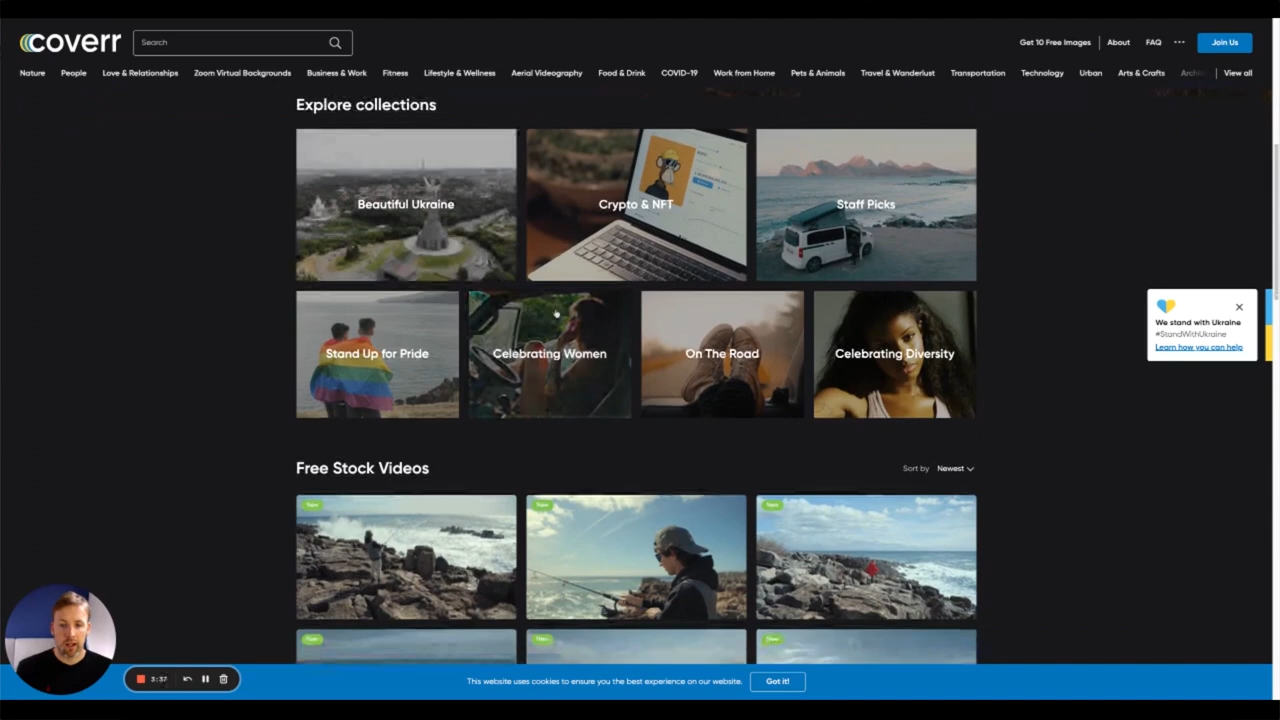 coverr
Search
Get 10 Free Images
About
FAQ
Join Us
Nature
People
Love & Relationships
Zoom Virtual Backgrounds
Business & Work
Fitness
Lifestyle & Wellness
Aerial Videography
Food & Drink
COVID-19
Work from Home
Pets & Animals
Travel & Wanderlust
Transportation
Technology
Urban
Arts & Crafts
View all
Explore collections
Beautiful Ukraine
Crypto & NFT
Staff Picks
Stand Up for Pride
Celebrating Women
On The Road
Celebrating Diversity
We stand with Ukraine
#StandWithUkraine
Learn how you can help
Free Stock Videos
Sort by Newest
3:37
This website uses cookies to ensure you the best experience on our website.
Got it!